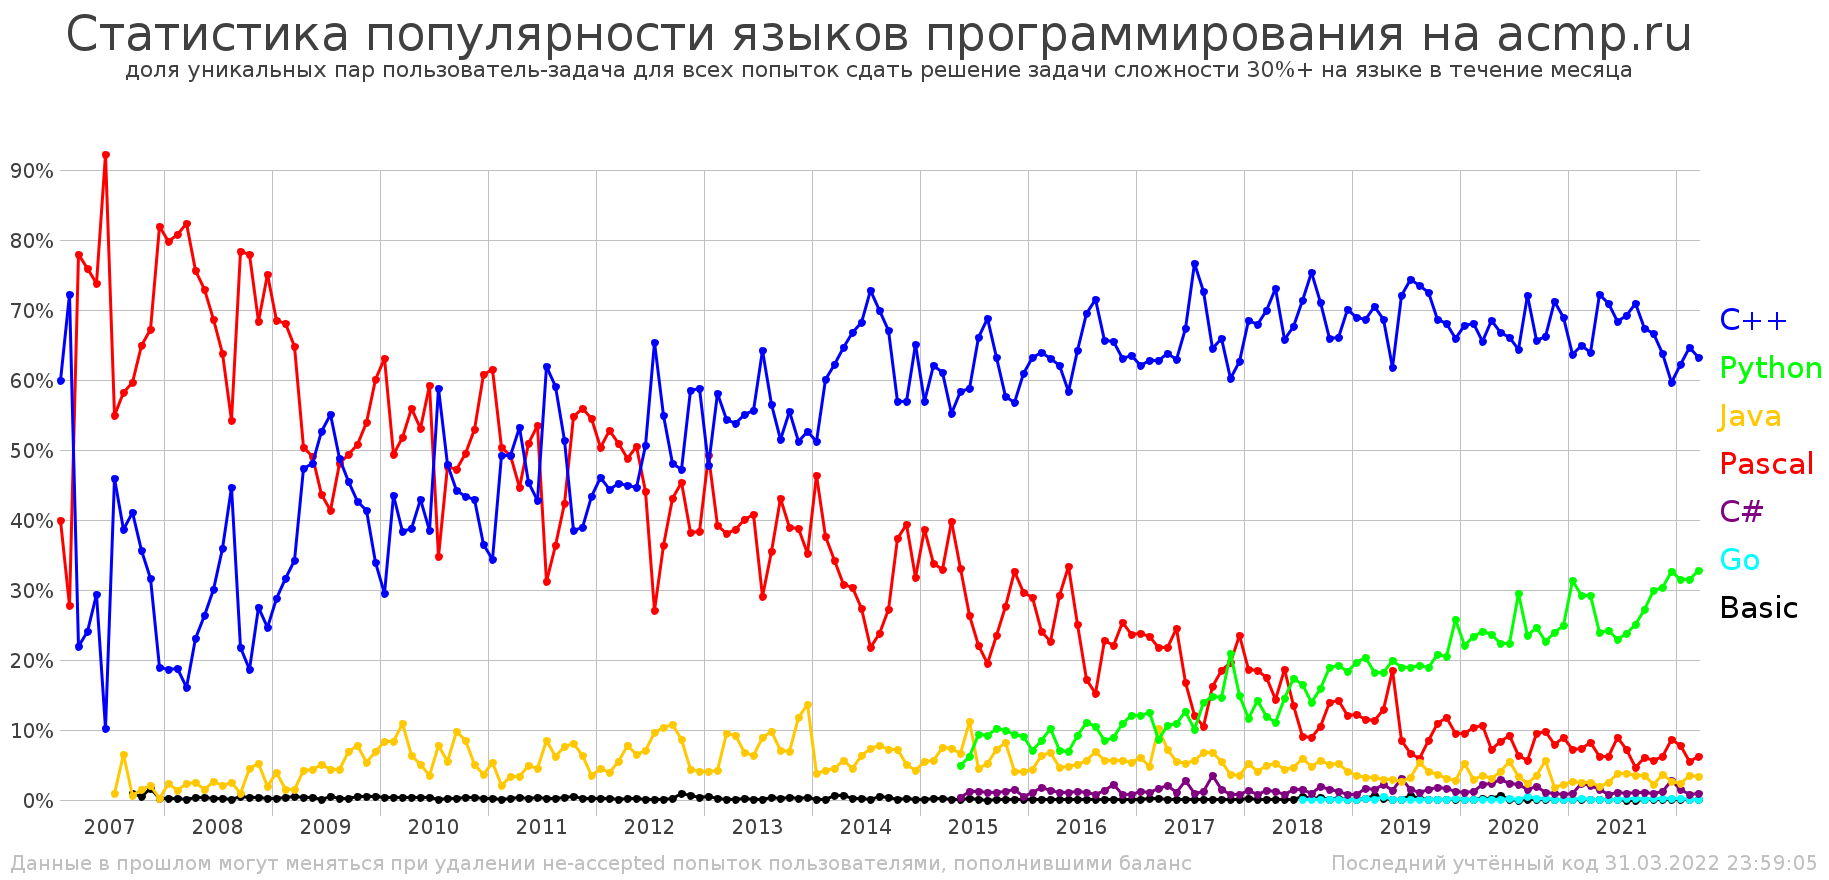 Статистика популярности языков программирования на acmp.ru
доля уникальных пар пользователь-задача для всех попыток сдать решение задачи сложности 30%+ на языке в течение месяца
90%
80%
70%
60%
50%
40%
30%
20%
10%
0%
C++
Python
Java
Pascal
C#
Go
Basic
2007 2008 2009 2010 2011 2012 2013 2014 2015 2016 2017 2018 2019 2020 2021
Данные в прошлом могут меняться при удалении не-accepted попыток пользователями, пополнившими баланс
Последний учтённый код 31.03.2022 23:59:05